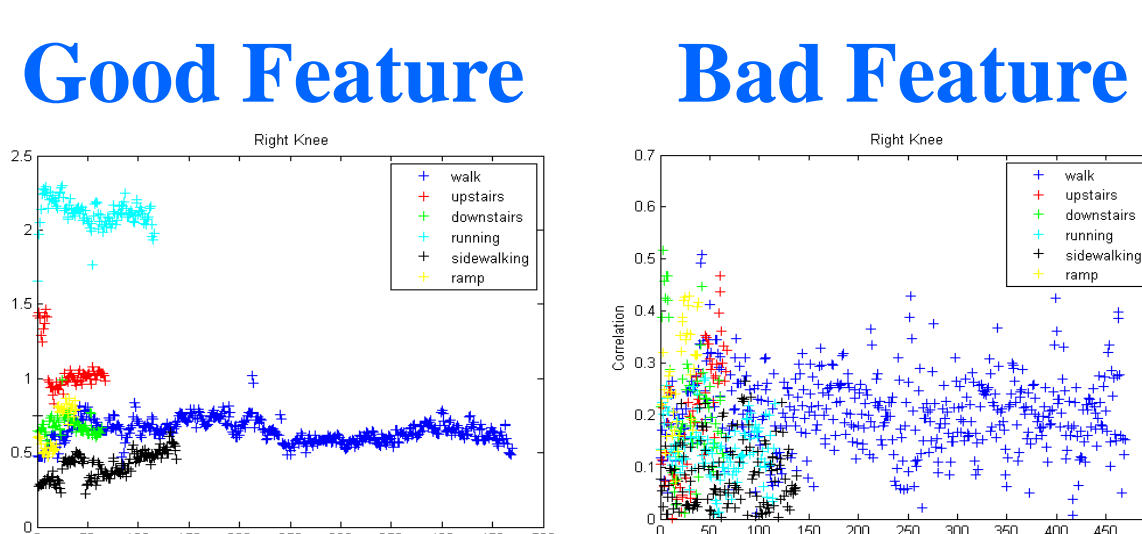 Good Feature
Bad Feature
Right Knee
2.5
2
1.5
1
0.5
0
walk
upstairs
downstairs
running
sidewalking
ramp
Right Knee
Correlation
0.7
0.6
0.5
0.4
0.3
0.2
0.1
0
walk
upstairs
downstairs
running
sidewalking
ramp
0 50 100 150 200 250 300 350 400 450